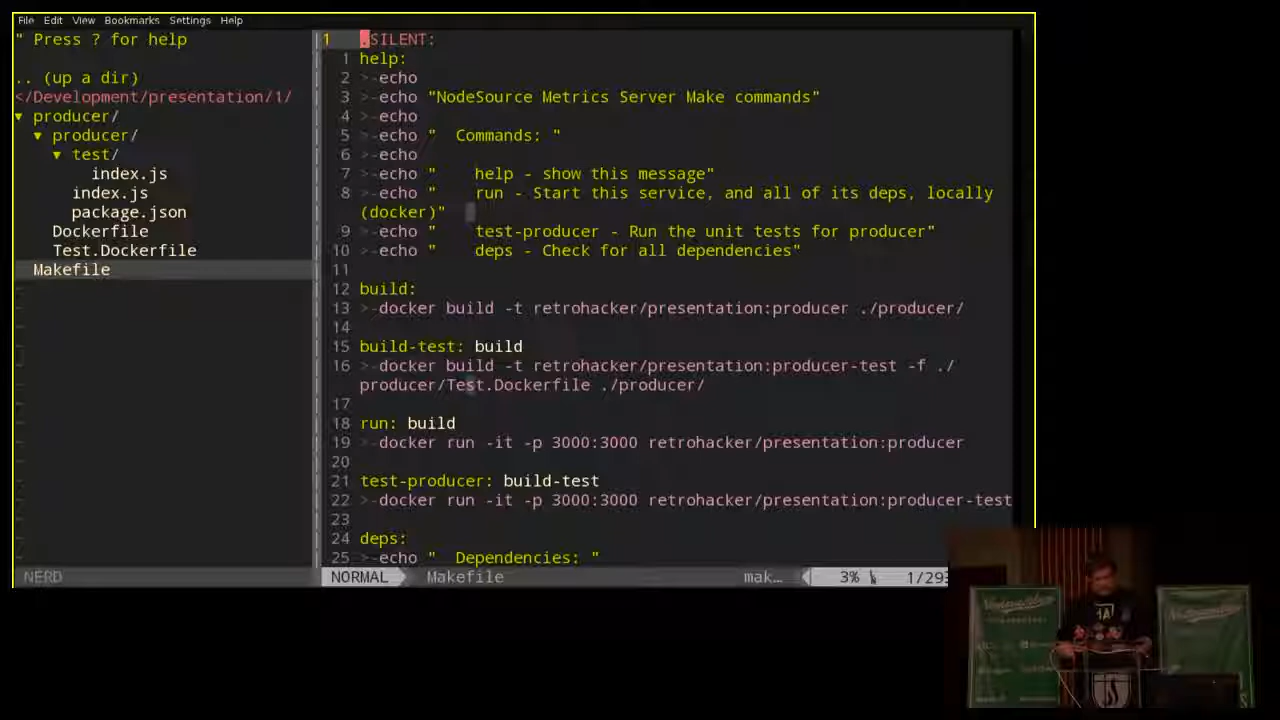 File Edit View Bookmarks Settings Help
" Press ? for help
.. (up a dir)
</Development/presentation/1/
▼ producer/
▼ producer/
▼ test/
index.js
index.js
package.json
Dockerfile
Test.Dockerfile
Makefile
NERD
1 .SILENT:
1 help:
2 >-echo
3 >-echo "NodeSource Metrics Server Make commands"
4 >-echo
5 >-echo "  Commands: "
6 >-echo
7 >-echo "    help - show this message"
8 >-echo "    run - Start this service, and all of its deps, locally
(docker)"
9 >-echo "    test-producer - Run the unit tests for producer"
10 >-echo "    deps - Check for all dependencies"
11
12 build:
13 >-docker build -t retrohacker/presentation:producer ./producer/
14
15 build-test: build
16 >-docker build -t retrohacker/presentation:producer-test -f ./
producer/Test.Dockerfile ./producer/
17
18 run: build
19 >-docker run -it -p 3000:3000 retrohacker/presentation:producer
20
21 test-producer: build-test
22 >-docker run -it -p 3000:3000 retrohacker/presentation:producer-test
23
24 deps:
25 >-echo "  Dependencies: "
NORMAL Makefile mak… 3% 1/29